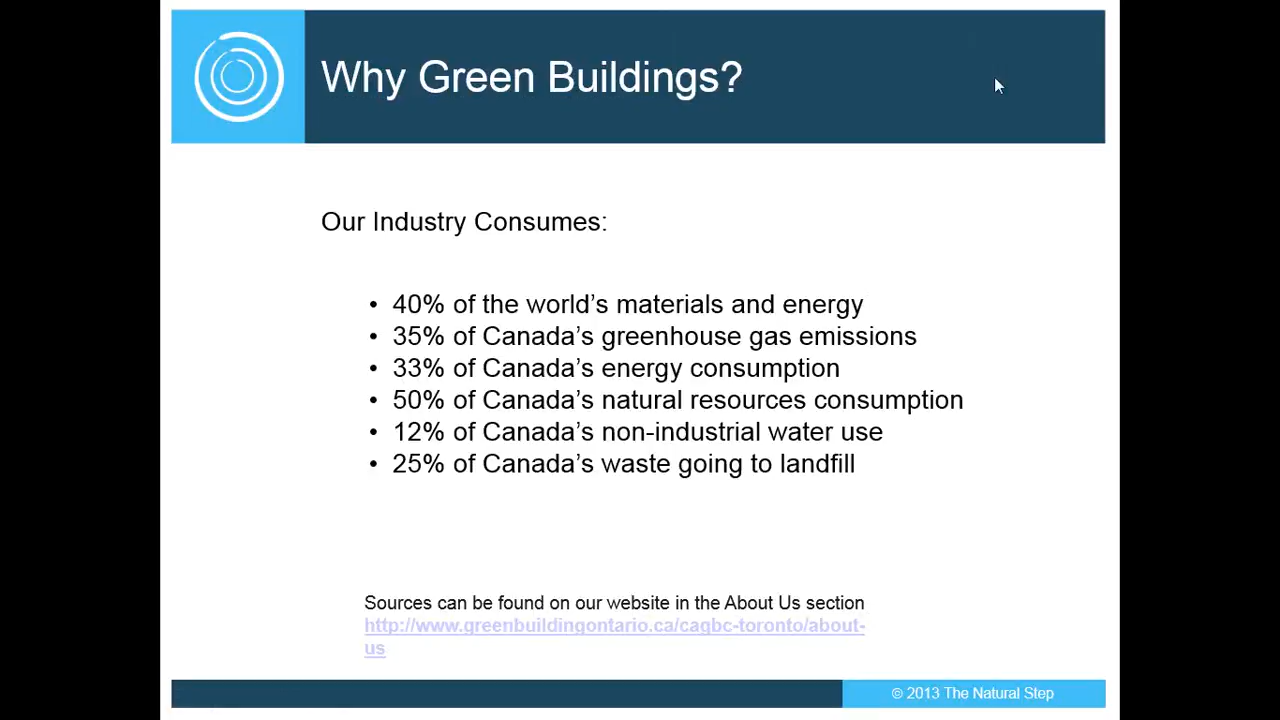 Why Green Buildings?
Our Industry Consumes:
• 40% of the world’s materials and energy
• 35% of Canada’s greenhouse gas emissions
• 33% of Canada’s energy consumption
• 50% of Canada’s natural resources consumption
• 12% of Canada’s non-industrial water use
• 25% of Canada’s waste going to landfill
Sources can be found on our website in the About Us section
http://www.greenbuildingontario.ca/cagbc-toronto/about-
us
© 2013 The Natural Step